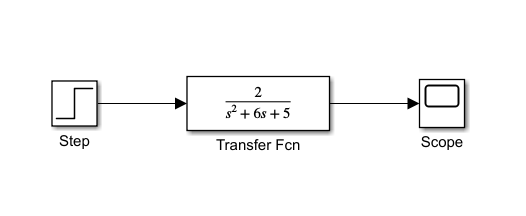 2
s² + 6s + 5
Step
Transfer Fcn
Scope